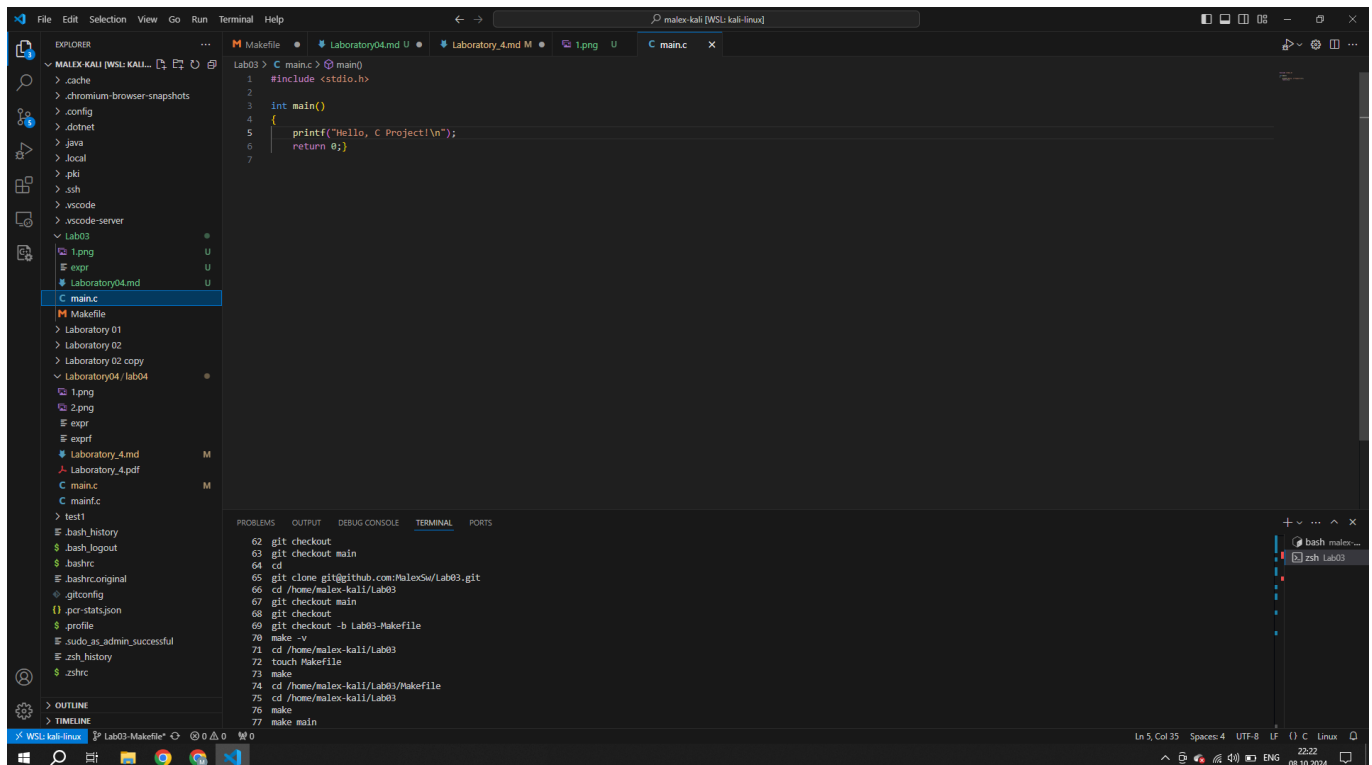 File Edit Selection View Go Run Terminal Help
malex-kali [WSL: kali-linux]
EXPLORER
MALEX-KALI [WSL: KALI...
.cache
.chromium-browser-snapshots
.config
.dotnet
.java
.local
.pki
.ssh
.vscode
.vscode-server
Lab03
1.png U
expr U
Laboratory04.md U
main.c
Makefile
Laboratory 01
Laboratory 02
Laboratory 02 copy
Laboratory04 / lab04
1.png
2.png
expr
exprf
Laboratory_4.md M
Laboratory_4.pdf
main.c M
mainf.c
test1
.bash_history
.bash_logout
.bashrc
.bashrc.original
.gitconfig
.pcr-stats.json
.profile
.sudo_as_admin_successful
.zsh_history
.zshrc
OUTLINE
TIMELINE
Makefile Laboratory04.md U Laboratory_4.md M 1.png U main.c
Lab03 > C main.c > main()
1 #include <stdio.h>
2
3 int main()
4 {
5 printf("Hello, C Project!\n");
6 return 0;}
7
PROBLEMS OUTPUT DEBUG CONSOLE TERMINAL PORTS
62 git checkout
63 git checkout main
64 cd
65 git clone git@github.com:MalexSw/Lab03.git
66 cd /home/malex-kali/Lab03
67 git checkout main
68 git checkout
69 git checkout -b Lab03-Makefile
70 make -v
71 cd /home/malex-kali/Lab03
72 touch Makefile
73 make
74 cd /home/malex-kali/Lab03/Makefile
75 cd /home/malex-kali/Lab03
76 make
77 make main
bash malex-...
zsh Lab03
WSL: kali-linux Lab03-Makefile* 0 0 0
Ln 5, Col 35 Spaces: 4 UTF-8 LF {} C Linux
ENG
22:22
08.10.2024